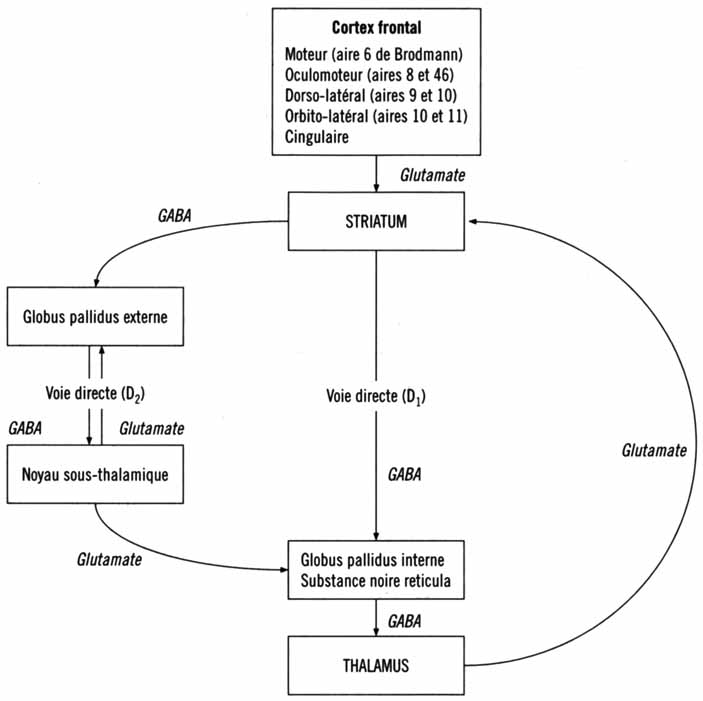 Cortex frontal
Moteur (aire 6 de Brodmann)
Oculomoteur (aires 8 et 46)
Dorso-latéral (aires 9 et 10)
Orbito-latéral (aires 10 et 11)
Cingulaire
Glutamate
GABA
STRIATUM
Globus pallidus externe
Voie directe (D2)
Voie directe (D1)
GABA
Glutamate
Glutamate
Noyau sous-thalamique
GABA
Glutamate
Globus pallidus interne
Substance noire reticula
GABA
THALAMUS